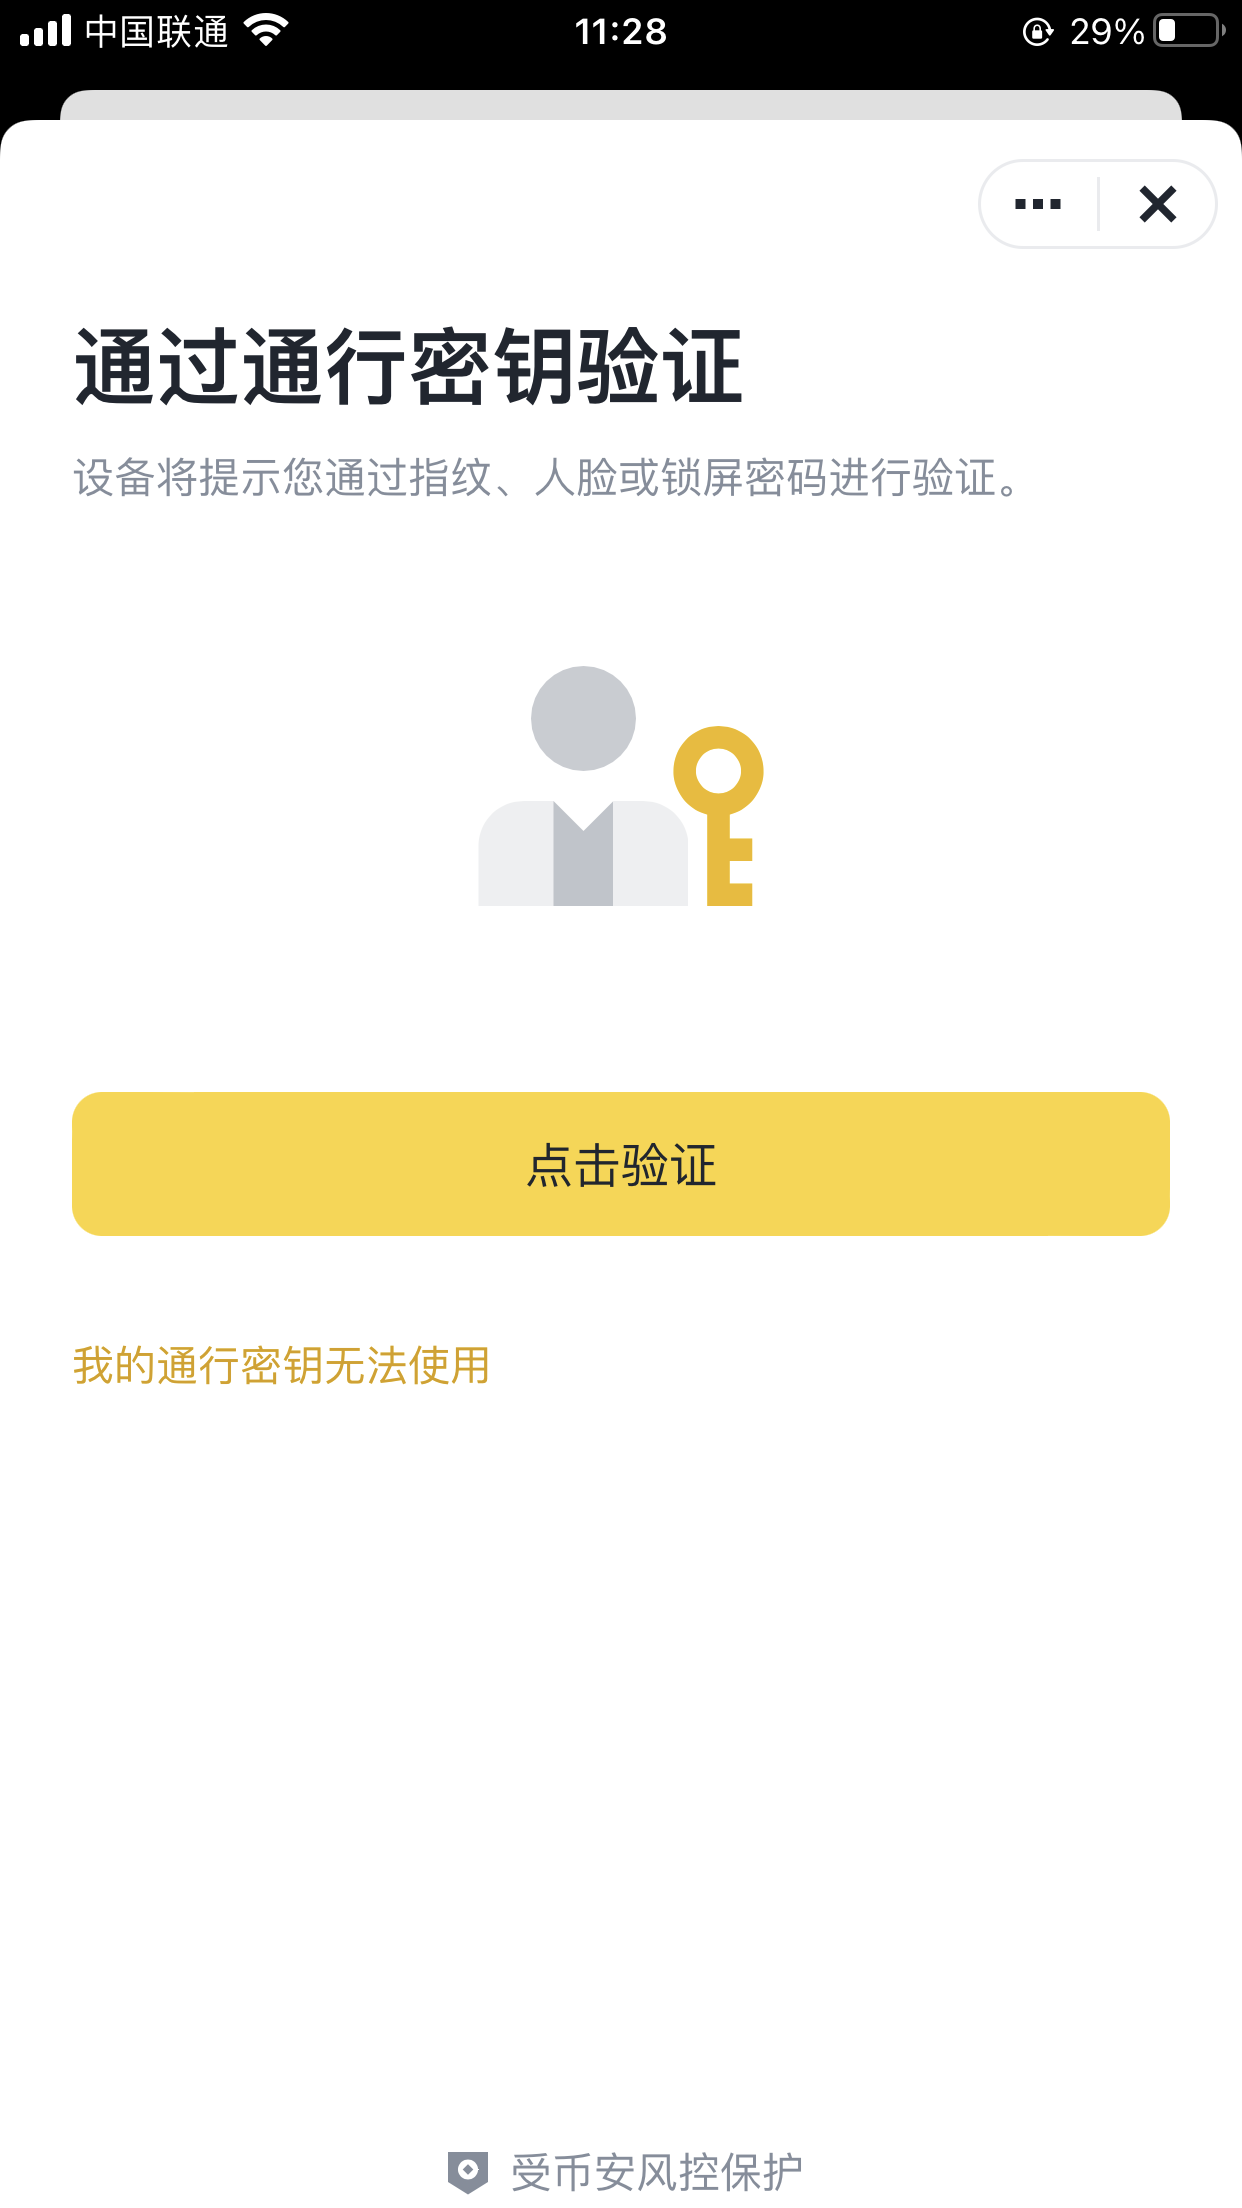 中国联通
11:28
29%
通过通行密钥验证
设备将提示您通过指纹、人脸或锁屏密码进行验证。
点击验证
我的通行密钥无法使用
受币安风控保护